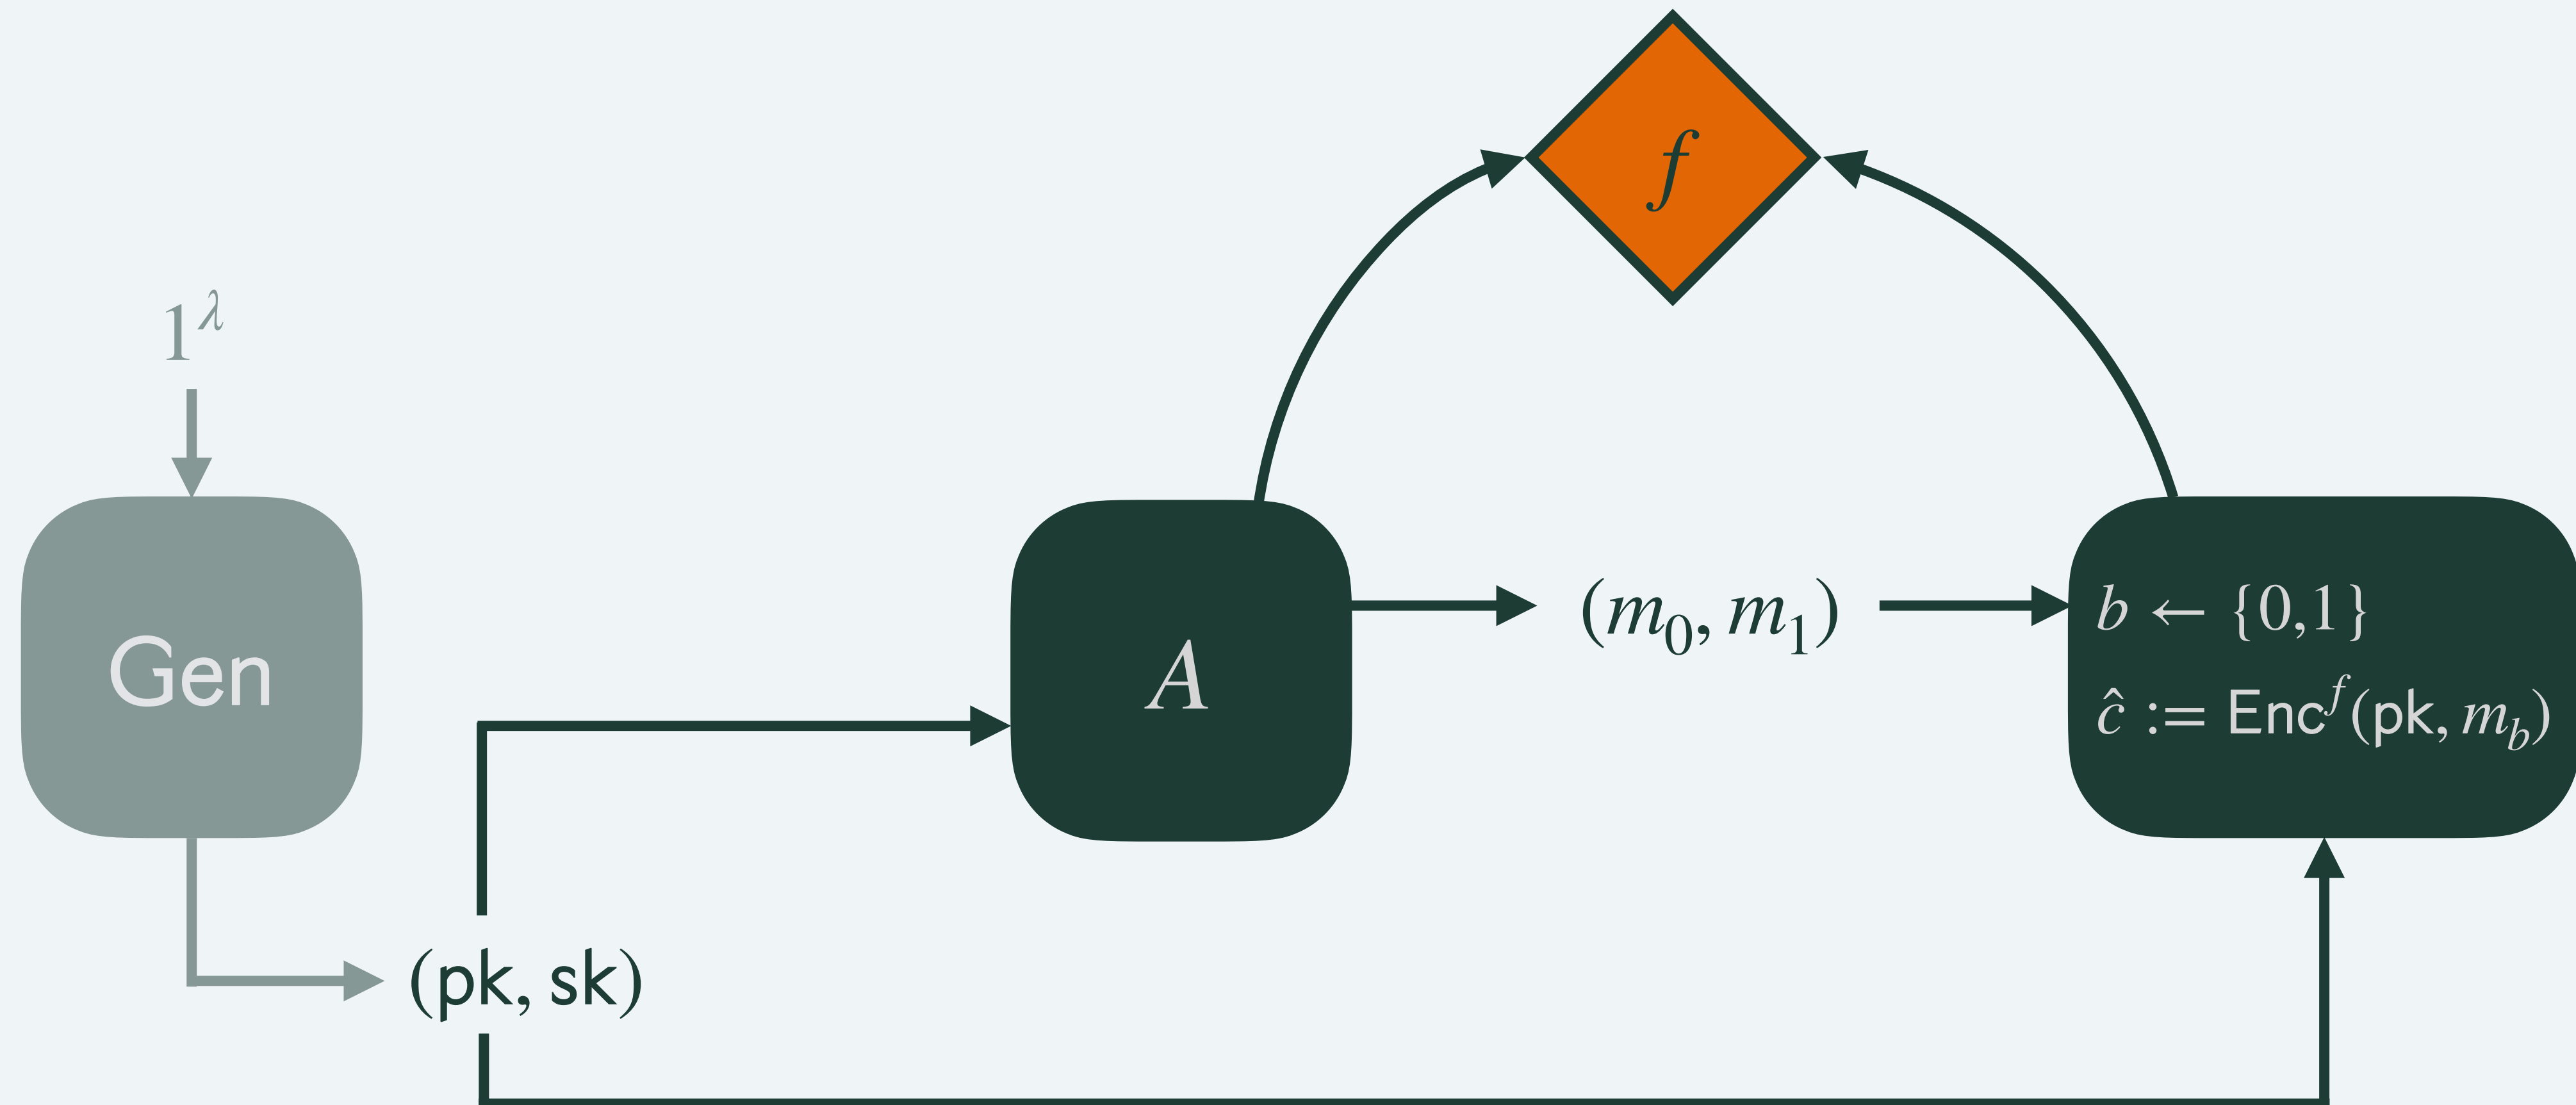 f
1^λ
Gen
A
(m_0, m_1)
b ← {0,1}
ĉ := Enc^f(pk, m_b)
(pk, sk)